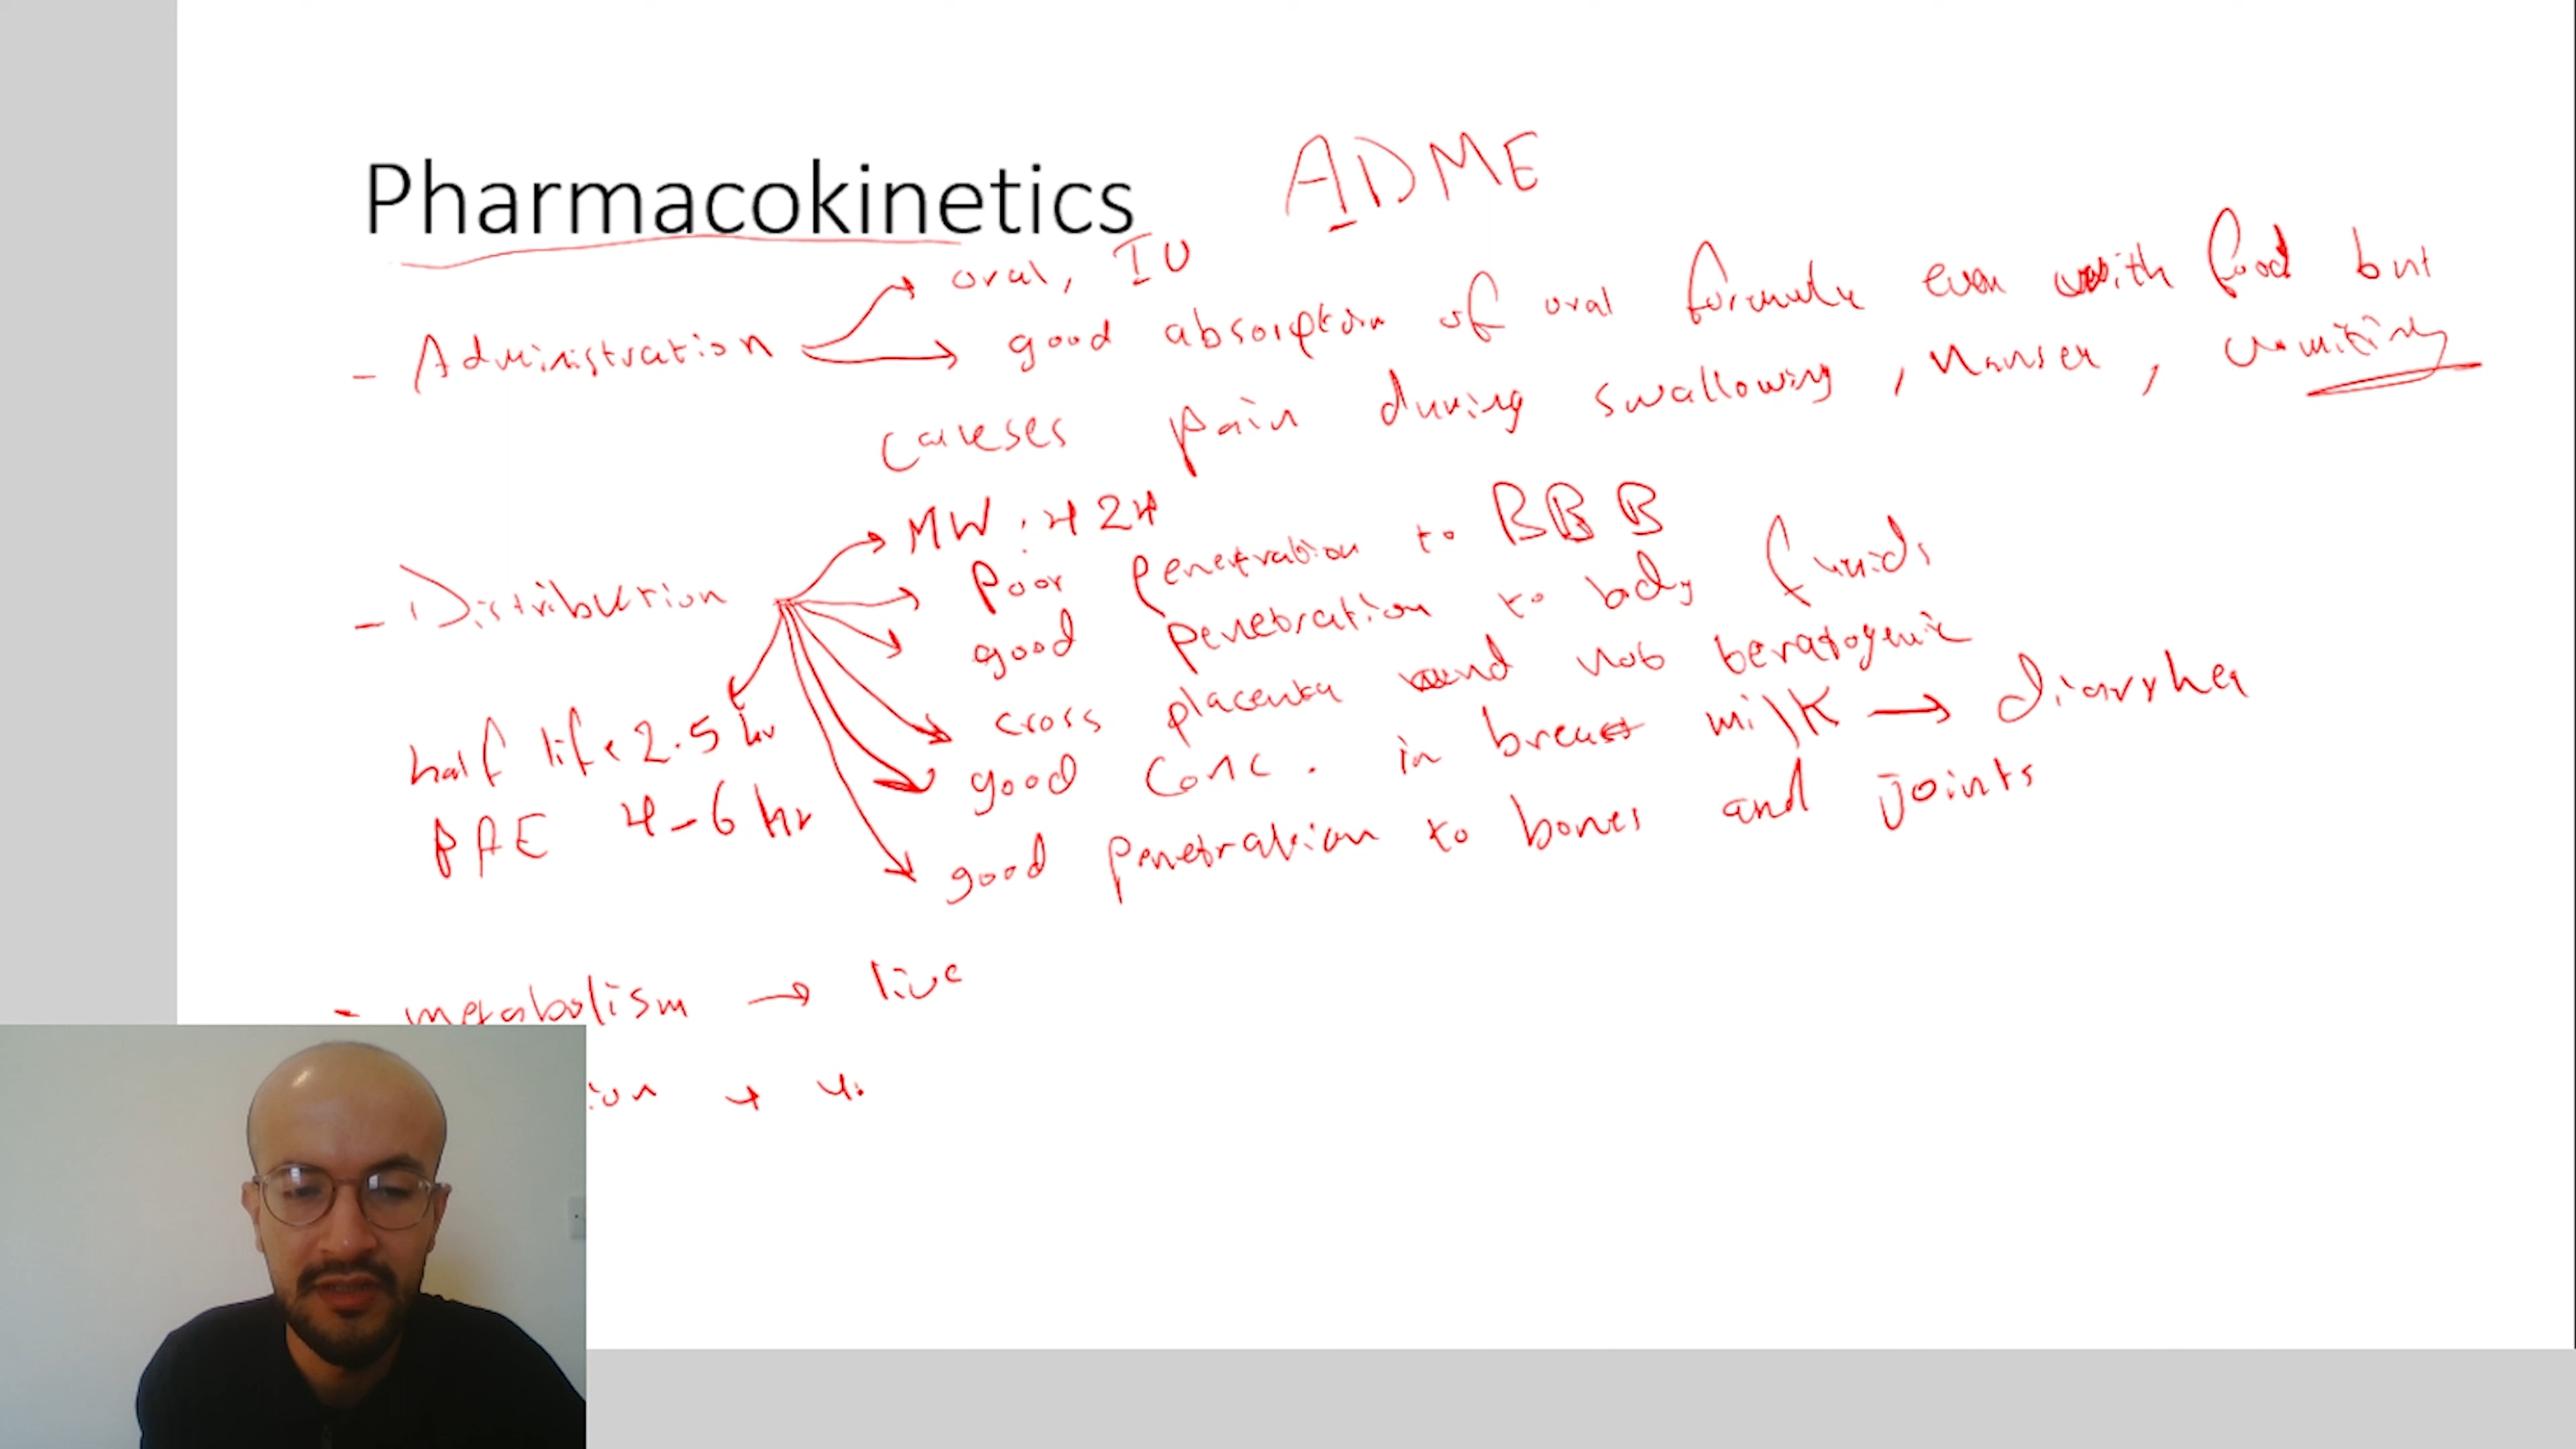 Pharmacokinetics ADME
- Administration
oral, IV
good absorption of oral formula even with food but
causes pain during swallowing, nausea, vomiting
- Distribution
MW: 424
Poor penetration to BBB
good penetration to body fluids
cross placenta and not teratogenic
good conc. in breast milk → diarrhea
good penetration to bones and joints
half life 2.5 hr
PAE 4-6 hr
- metabolism → live
ion →